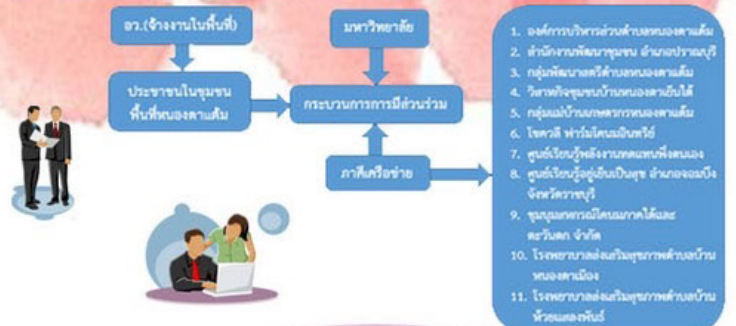 อว.(จ้างงานในพื้นที่)
มหาวิทยาลัย
ประชาชนในชุมชน
พื้นที่หนองตาแต้ม
กระบวนการการมีส่วนร่วม
ภาคีเครือข่าย
1. องค์การบริหารส่วนตำบลหนองตาแต้ม
2. สำนักงานพัฒนาชุมชน อำเภอปราณบุรี
3. กลุ่มพัฒนาสตรีตำบลหนองตาแต้ม
4. วิสาหกิจชุมชนบ้านหนองตาเย็นใต้
5. กลุ่มแม่บ้านเกษตรกรหนองตาแต้ม
6. โชควลี ฟาร์มโคนมอินทรีย์
7. ศูนย์เรียนรู้พลังงานทดแทนพึ่งตนเอง
8. ศูนย์เรียนรู้อยู่เย็นเป็นสุข อำเภอจอมบึง
จังหวัดราชบุรี
9. ชุมนุมสหกรณ์โคนมภาคใต้และ
ตะวันตก จำกัด
10. โรงพยาบาลส่งเสริมสุขภาพตำบลบ้าน
หนองตาเมือง
11. โรงพยาบาลส่งเสริมสุขภาพตำบลบ้าน
ห้วยแสลงพันธ์